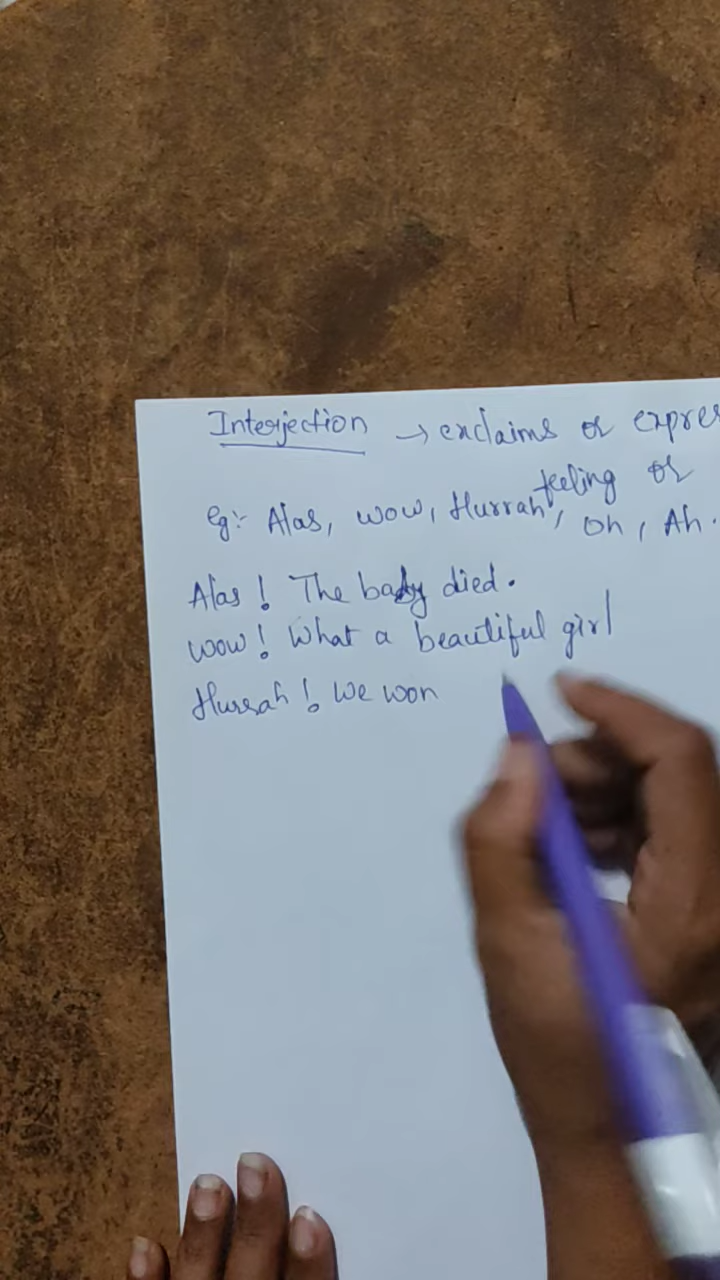 Interjection → exclaims or expres
feeling or
Eg:- Alas, wow, Hurrah, Oh, Ah.
Alas! The body died.
Wow! What a beautiful girl
Hurrah! We won